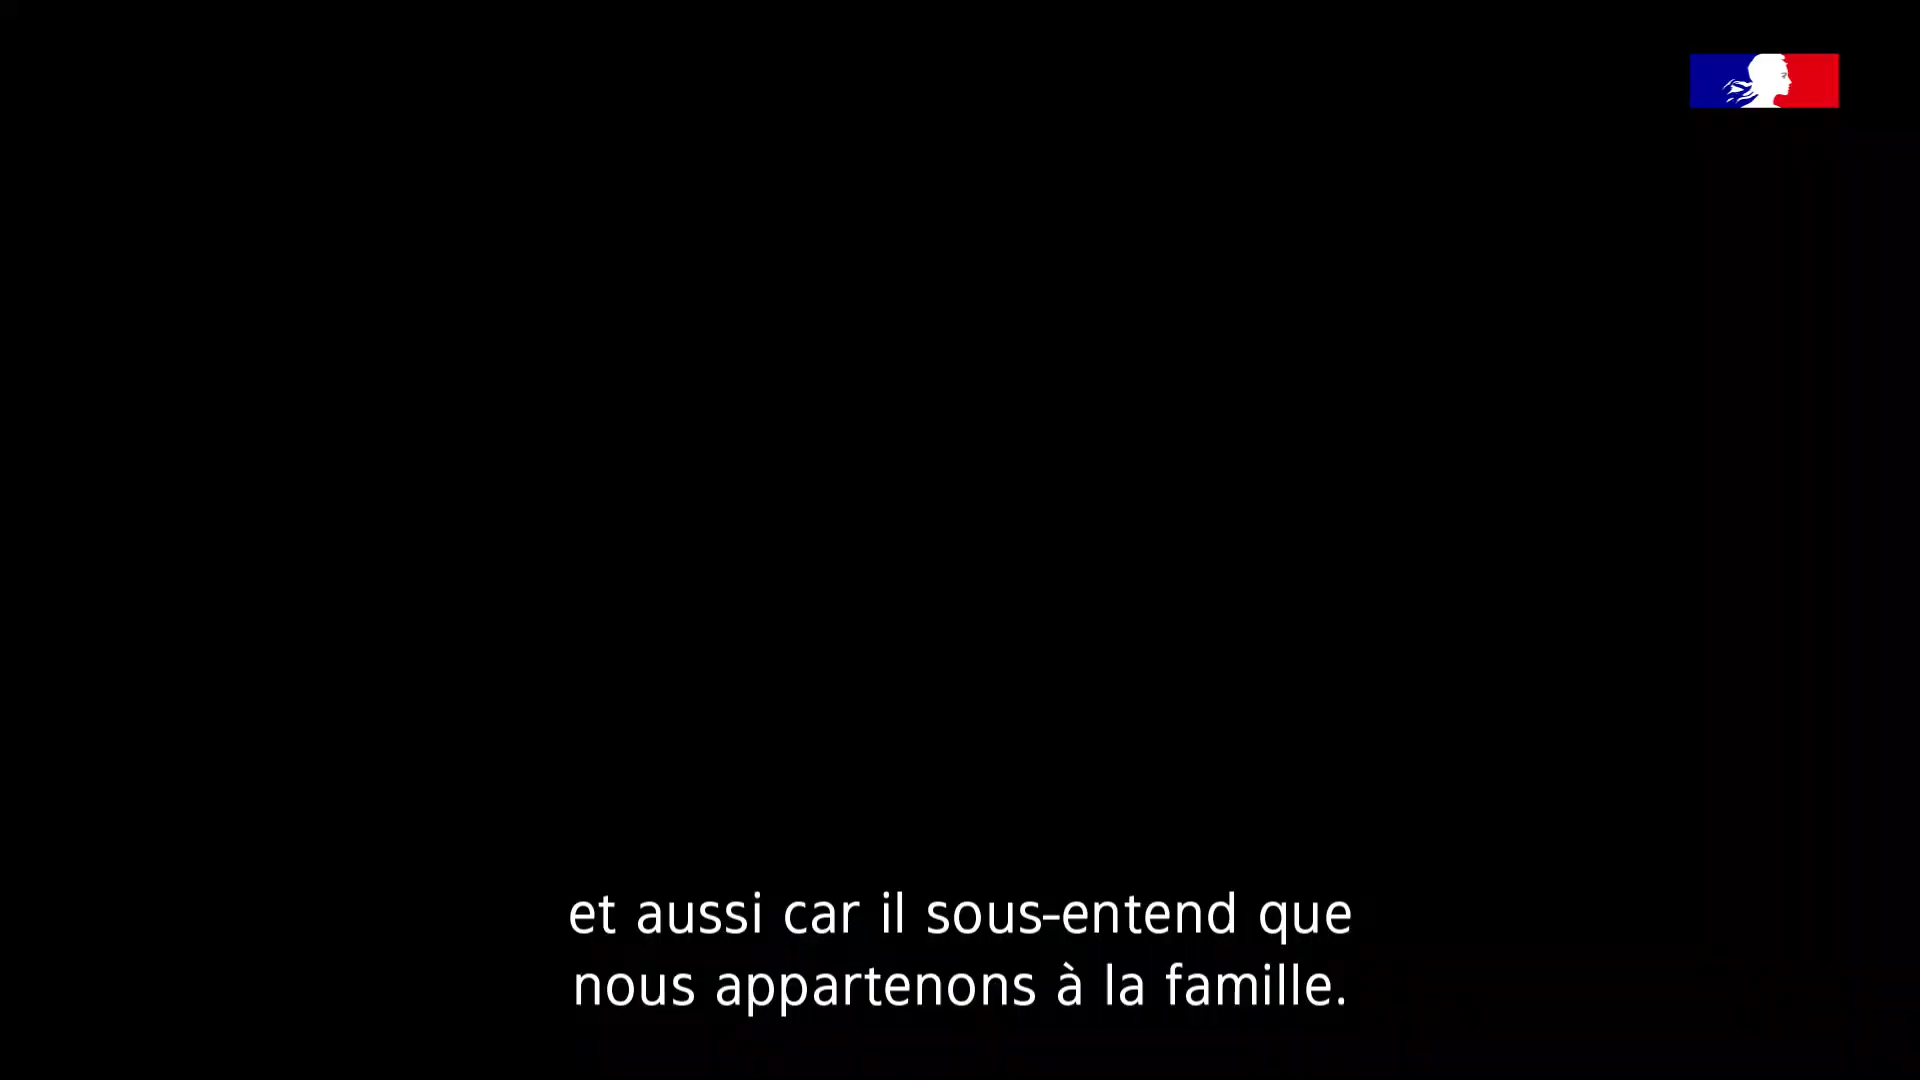 et aussi car il sous-entend que
nous appartenons à la famille.